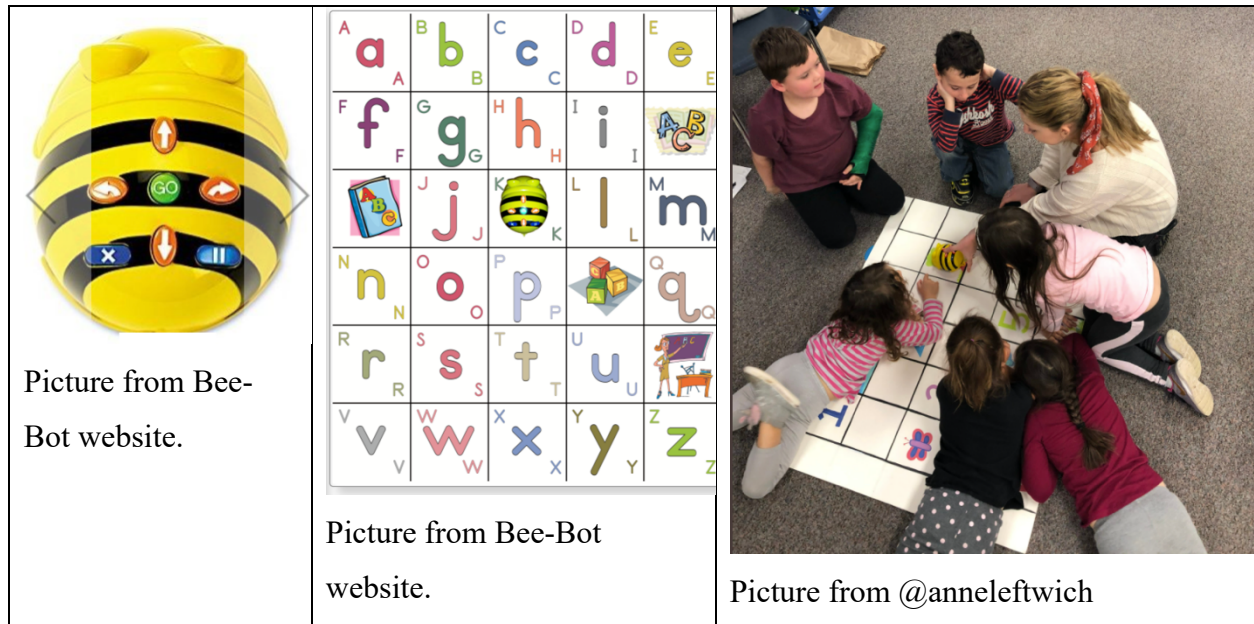 GO
Picture from Bee-
Bot website.
A a A B b B C c C D d D E e E
F f F G g G H h H I i I A B C
A B C J j J K K L l L M m M
N n N O o O P p P C B A Q q Q
R r R S s S T t T U u U
V v V W w W X x X Y y Y Z z Z
Picture from Bee-Bot
website.
Picture from @anneleftwich